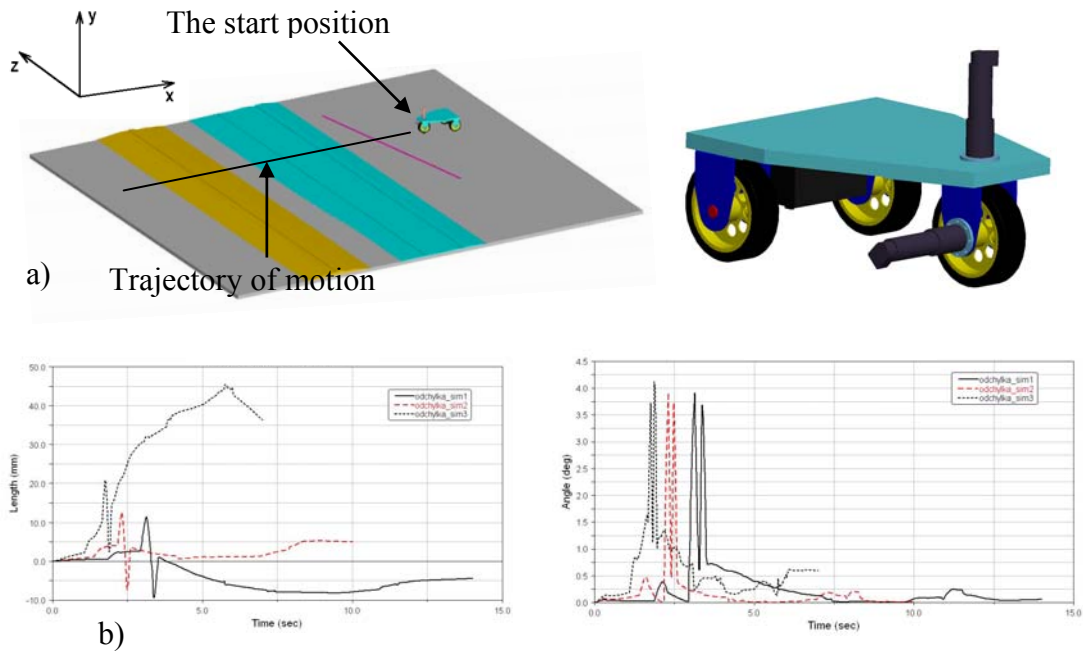 The start position
y
z
x
a)
Trajectory of motion
50.0
40.0
30.0
20.0
10.0
0.0
-10.0
Length (mm)
odchylka_sim1
odchylka_sim2
odchylka_sim3
0.0
5.0
10.0
15.0
Time (sec)
4.5
4.0
3.5
3.0
2.5
2.0
1.5
1.0
0.5
0.0
Angle (deg)
odchylka_sim1
odchylka_sim2
odchylka_sim3
0.0
5.0
10.0
15.0
Time (sec)
b)